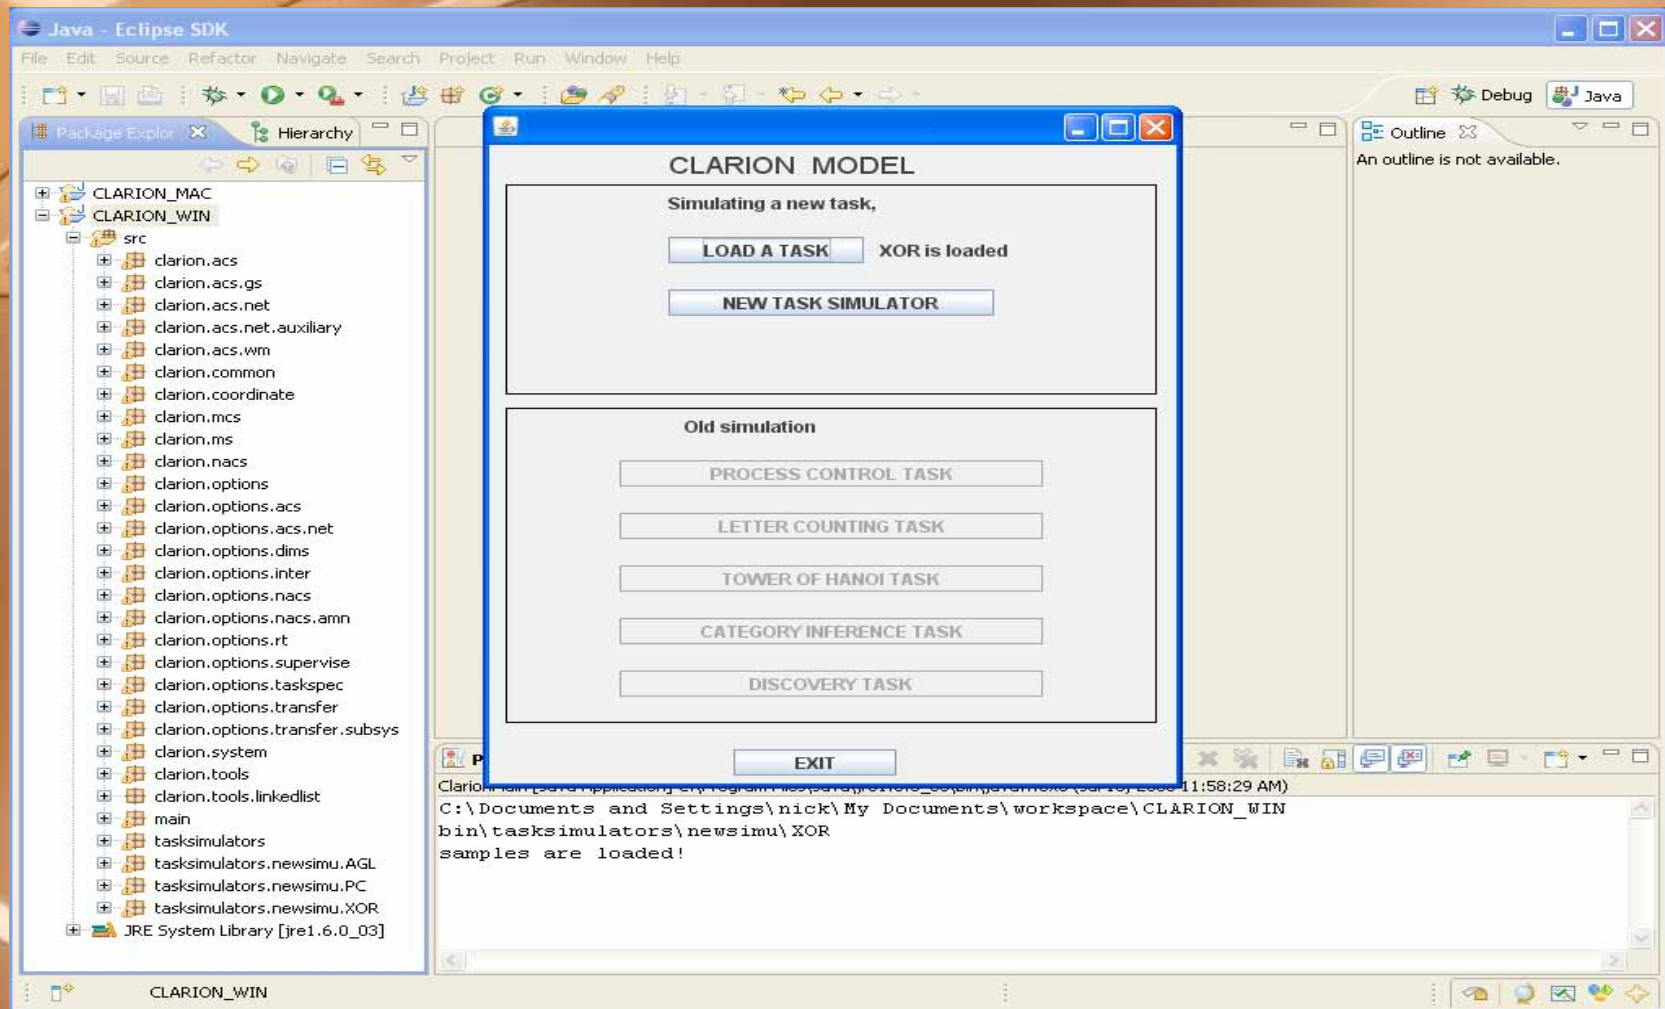 Java - Eclipse SDK
File Edit Source Refactor Navigate Search Project Run Window Help
Debug Java
Package Explor Hierarchy
CLARION_MAC
CLARION_WIN
src
clarion.acs
clarion.acs.gs
clarion.acs.net
clarion.acs.net.auxiliary
clarion.acs.wm
clarion.common
clarion.coordinate
clarion.mcs
clarion.ms
clarion.nacs
clarion.options
clarion.options.acs
clarion.options.acs.net
clarion.options.dims
clarion.options.inter
clarion.options.nacs
clarion.options.nacs.amn
clarion.options.rt
clarion.options.supervise
clarion.options.taskspec
clarion.options.transfer
clarion.options.transfer.subsys
clarion.system
clarion.tools
clarion.tools.linkedlist
main
tasksimulators
tasksimulators.newsimu.AGL
tasksimulators.newsimu.PC
tasksimulators.newsimu.XOR
JRE System Library [jre1.6.0_03]
CLARION MODEL
Simulating a new task,
LOAD A TASK XOR is loaded
NEW TASK SIMULATOR
Old simulation
PROCESS CONTROL TASK
LETTER COUNTING TASK
TOWER OF HANOI TASK
CATEGORY INFERENCE TASK
DISCOVERY TASK
EXIT
Outline
An outline is not available.
P
11:58:29 AM)
C:\Documents and Settings\nick\My Documents\workspace\CLARION_WIN
bin\tasksimulators\newsimu\XOR
samples are loaded!
CLARION_WIN